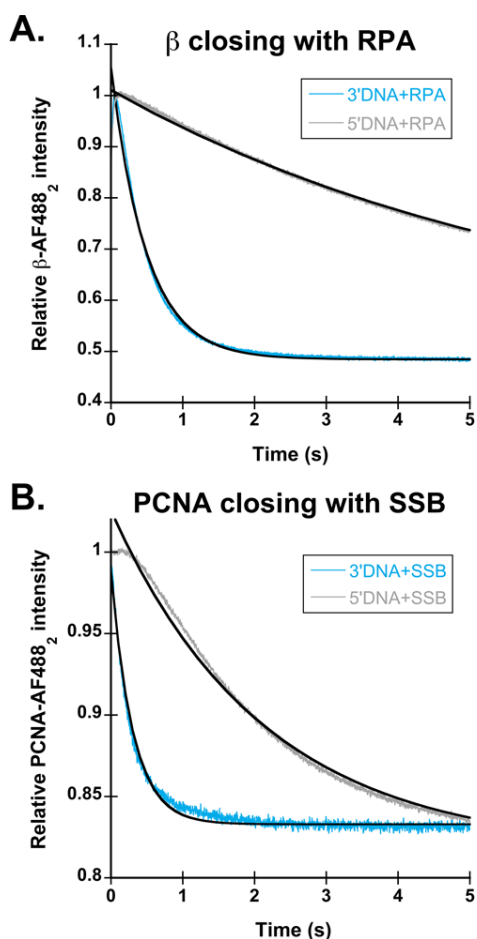 A.
β closing with RPA
1.1
1
0.9
0.8
0.7
0.6
0.5
0.4
Relative β-AF488₂ intensity
3'DNA+RPA
5'DNA+RPA
0 1 2 3 4 5
Time (s)
B.
PCNA closing with SSB
1
0.95
0.9
0.85
0.8
Relative PCNA-AF488₂ intensity
3'DNA+SSB
5'DNA+SSB
0 1 2 3 4 5
Time (s)